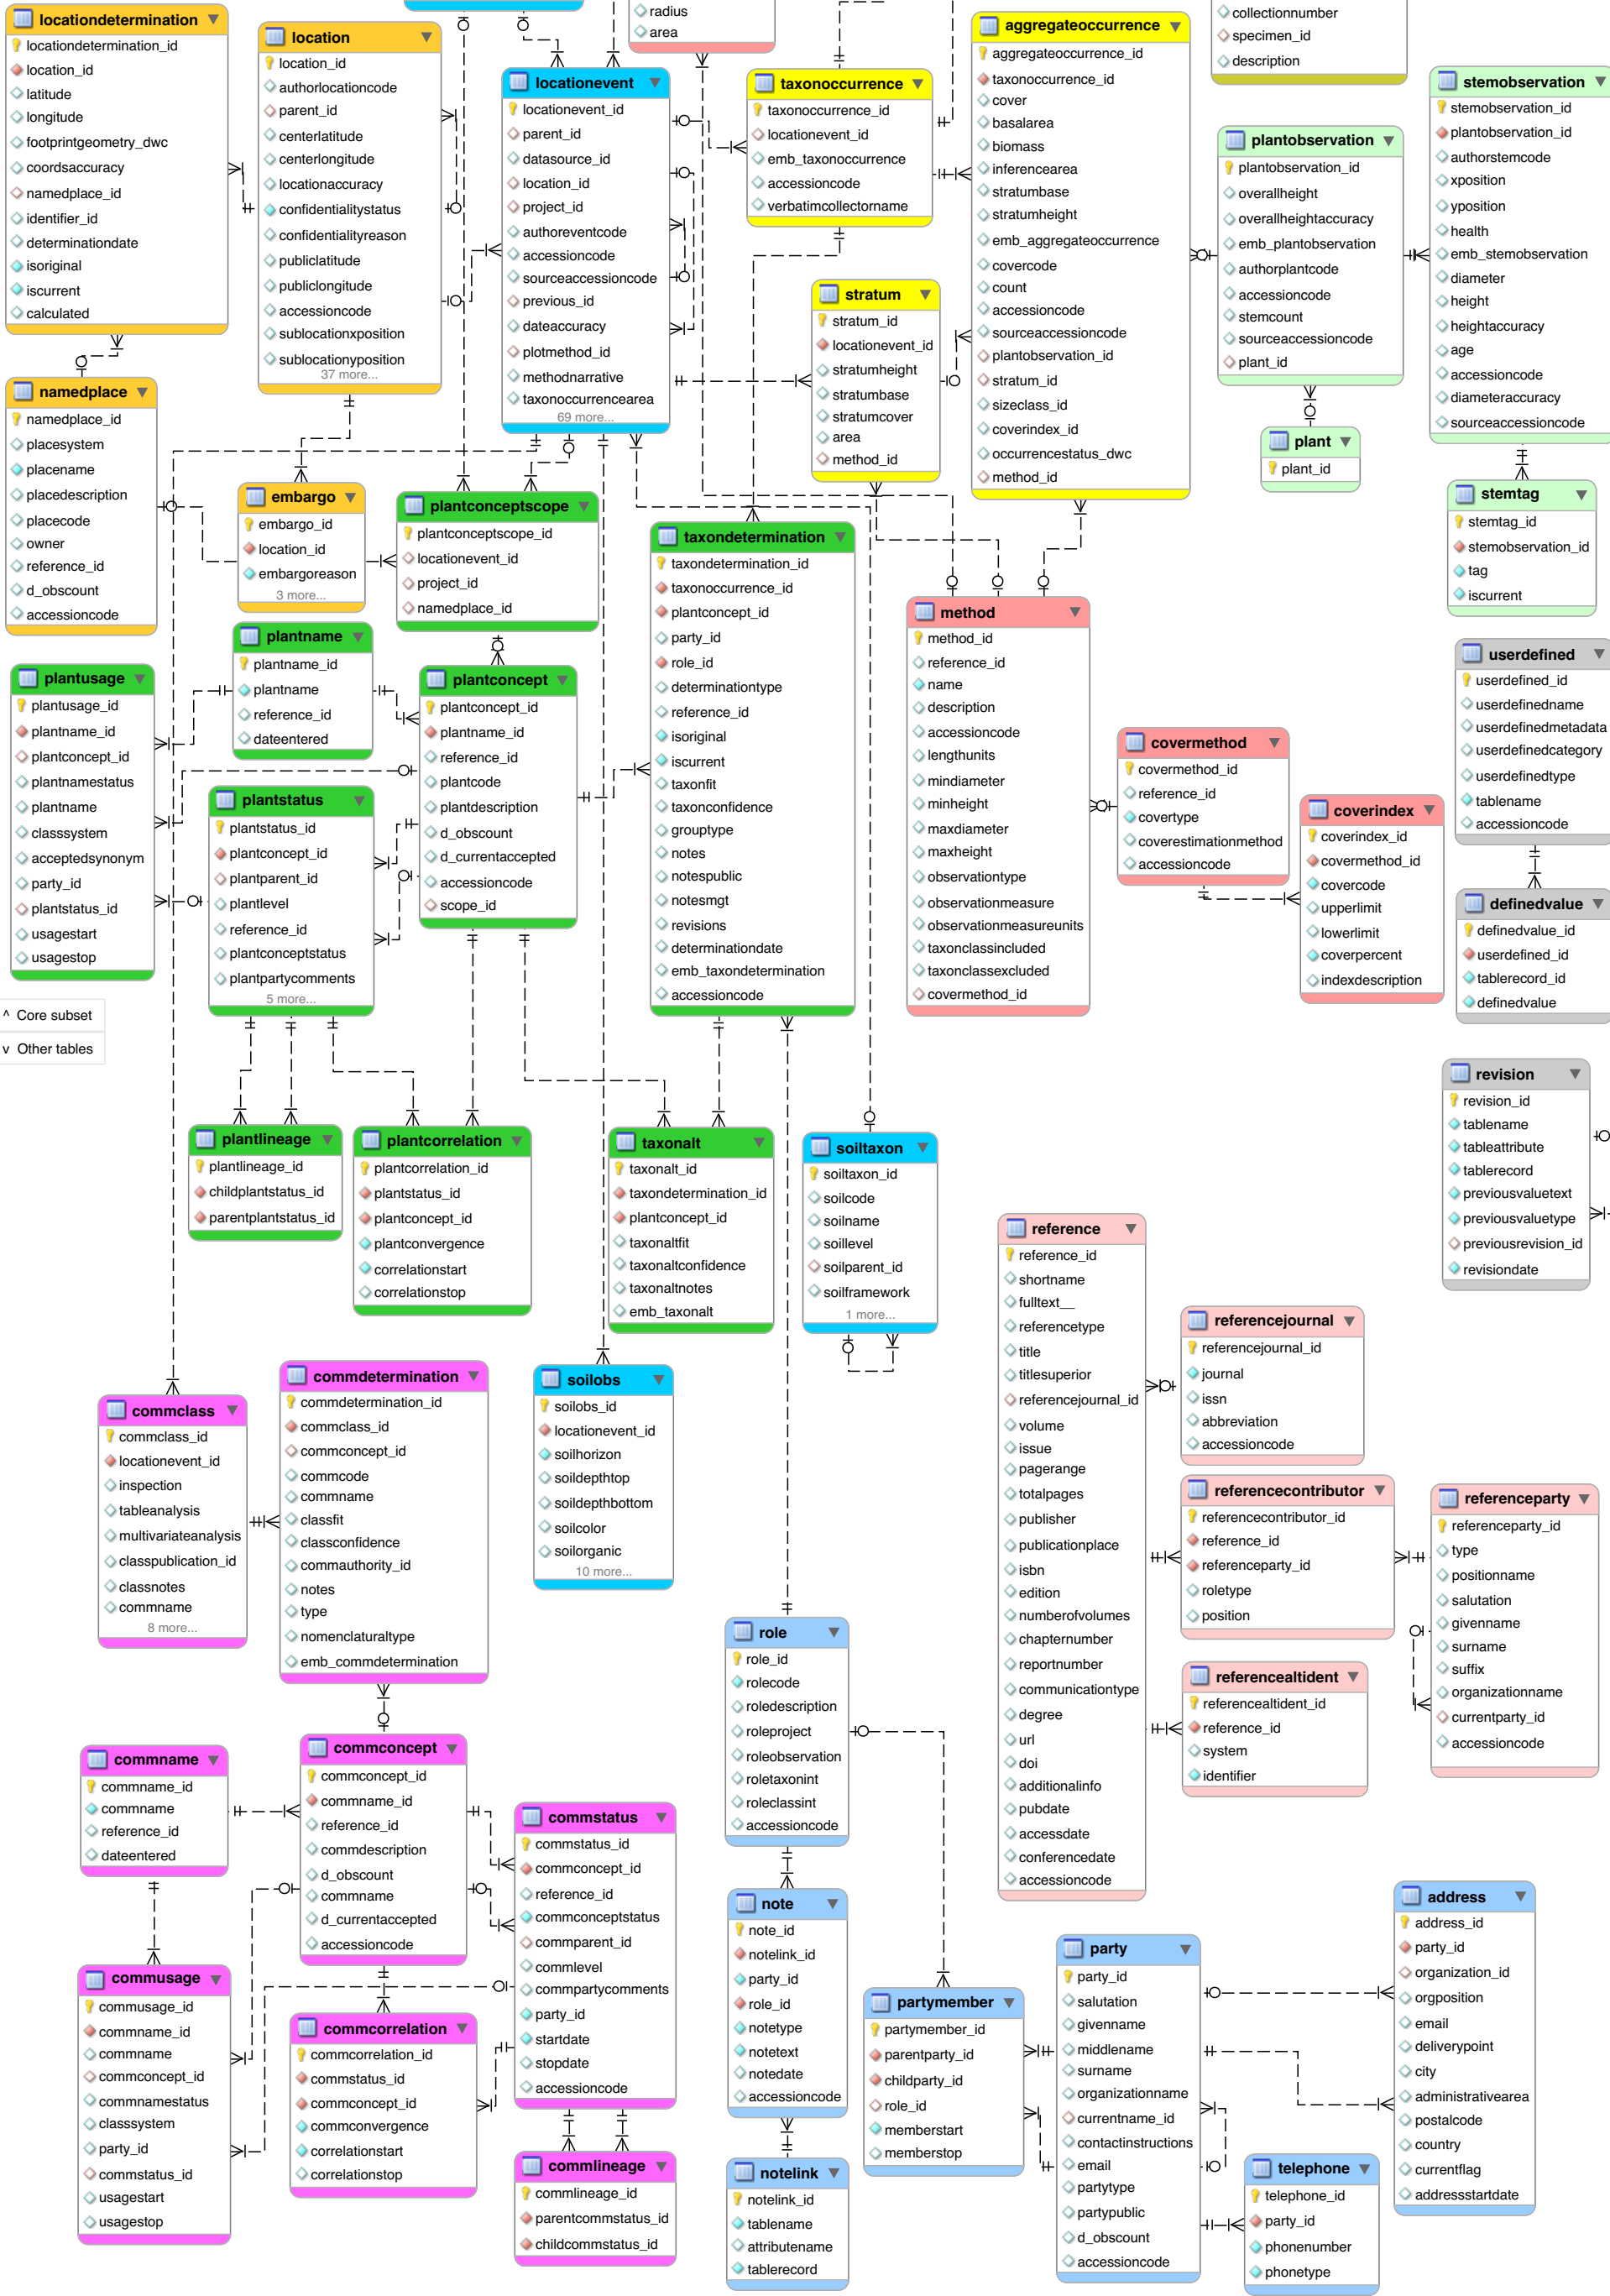 locationdetermination
locationdetermination_id
location_id
latitude
longitude
footprintgeometry_dwc
coordsaccuracy
namedplace_id
identifier_id
determinationdate
isoriginal
iscurrent
calculated
location
location_id
authorlocationcode
parent_id
centerlatitude
centerlongitude
locationaccuracy
confidentialitystatus
confidentialityreason
publiclatitude
publiclongitude
accessioncode
sublocationxposition
sublocationyposition
37 more...
locationevent
locationevent_id
parent_id
datasource_id
location_id
project_id
authoreventcode
accessioncode
sourceaccessioncode
previous_id
dateaccuracy
plotmethod_id
methodnarrative
taxonoccurrencearea
69 more...
radius
area
taxonoccurrence
taxonoccurrence_id
locationevent_id
emb_taxonoccurrence
accessioncode
verbatimcollectorname
stratum
stratum_id
locationevent_id
stratumheight
stratumbase
stratumcover
area
method_id
aggregateoccurrence
aggregateoccurrence_id
taxonoccurrence_id
cover
basalarea
biomass
inferencearea
stratumbase
stratumheight
emb_aggregateoccurrence
covercode
count
accessioncode
sourceaccessioncode
plantobservation_id
stratum_id
sizeclass_id
coverindex_id
occurrencestatus_dwc
method_id
collectionnumber
specimen_id
description
plantobservation
plantobservation_id
overallheight
overallheightaccuracy
emb_plantobservation
authorplantcode
accessioncode
stemcount
sourceaccessioncode
plant_id
plant
plant_id
stemobservation
stemobservation_id
plantobservation_id
authorstemcode
xposition
yposition
health
emb_stemobservation
diameter
height
heightaccuracy
age
accessioncode
diameteraccuracy
sourceaccessioncode
stemtag
stemtag_id
stemobservation_id
tag
iscurrent
namedplace
namedplace_id
placesystem
placename
placedescription
placecode
owner
reference_id
d_obscount
accessioncode
embargo
embargo_id
location_id
embargoreason
3 more...
plantconceptscope
plantconceptscope_id
locationevent_id
project_id
namedplace_id
taxondetermination
taxondetermination_id
taxonoccurrence_id
plantconcept_id
party_id
role_id
determinationtype
reference_id
isoriginal
iscurrent
taxonfit
taxonconfidence
grouptype
notes
notespublic
notesmgt
revisions
determinationdate
emb_taxondetermination
accessioncode
method
method_id
reference_id
name
description
accessioncode
lengthunits
mindiameter
minheight
maxdiameter
maxheight
observationtype
observationmeasure
observationmeasureunits
taxonclassincluded
taxonclassexcluded
covermethod_id
covermethod
covermethod_id
reference_id
covertype
coverestimationmethod
accessioncode
coverindex
coverindex_id
covermethod_id
covercode
upperlimit
lowerlimit
coverpercent
indexdescription
userdefined
userdefined_id
userdefinedname
userdefinedmetadata
userdefinedcategory
userdefinedtype
tablename
accessioncode
definedvalue
definedvalue_id
userdefined_id
tablerecord_id
definedvalue
plantusage
plantusage_id
plantname_id
plantconcept_id
plantnamestatus
plantname
classsystem
acceptedsynonym
party_id
plantstatus_id
usagestart
usagestop
plantname
plantname_id
plantname
reference_id
dateentered
plantstatus
plantstatus_id
plantconcept_id
plantparent_id
plantlevel
reference_id
plantconceptstatus
plantpartycomments
5 more...
plantconcept
plantconcept_id
plantname_id
reference_id
plantcode
plantdescription
d_obscount
d_currentaccepted
accessioncode
scope_id
^ Core subset
v Other tables
plantlineage
plantlineage_id
childplantstatus_id
parentplantstatus_id
plantcorrelation
plantcorrelation_id
plantstatus_id
plantconcept_id
plantconvergence
correlationstart
correlationstop
taxonalt
taxonalt_id
taxondetermination_id
plantconcept_id
taxonaltfit
taxonaltconfidence
taxonaltnotes
emb_taxonalt
soiltaxon
soiltaxon_id
soilcode
soilname
soillevel
soilparent_id
soilframework
1 more...
revision
revision_id
tablename
tableattribute
tablerecord
previousvaluetext
previousvaluetype
previousrevision_id
revisiondate
reference
reference_id
shortname
fulltext__
referencetype
title
titlesuperior
referencejournal_id
volume
issue
pagerange
totalpages
publisher
publicationplace
isbn
edition
numberofvolumes
chapternumber
reportnumber
communicationtype
degree
url
doi
additionalinfo
pubdate
accessdate
conferencedate
accessioncode
referencejournal
referencejournal_id
journal
issn
abbreviation
accessioncode
referencecontributor
referencecontributor_id
reference_id
referenceparty_id
roletype
position
referencealtident
referencealtident_id
reference_id
system
identifier
referenceparty
referenceparty_id
type
positionname
salutation
givenname
surname
suffix
organizationname
currentparty_id
accessioncode
commclass
commclass_id
locationevent_id
inspection
tableanalysis
multivariateanalysis
classpublication_id
classnotes
commname
8 more...
commdetermination
commdetermination_id
commclass_id
commconcept_id
commcode
commname
classfit
classconfidence
commauthority_id
notes
type
nomenclaturaltype
emb_commdetermination
soilobs
soilobs_id
locationevent_id
soilhorizon
soildepthtop
soildepthbottom
soilcolor
soilorganic
10 more...
role
role_id
rolecode
roledescription
roleproject
roleobservation
roletaxonint
roleclassint
accessioncode
commname
commname_id
commname
reference_id
dateentered
commconcept
commconcept_id
commname_id
reference_id
commdescription
d_obscount
commname
d_currentaccepted
accessioncode
commstatus
commstatus_id
commconcept_id
reference_id
commconceptstatus
commparent_id
commlevel
commpartycomments
party_id
startdate
stopdate
accessioncode
commusage
commusage_id
commname_id
commname
commconcept_id
commnamestatus
classsystem
party_id
commstatus_id
usagestart
usagestop
commcorrelation
commcorrelation_id
commstatus_id
commconcept_id
commconvergence
correlationstart
correlationstop
commlineage
commlineage_id
parentcommstatus_id
childcommstatus_id
note
note_id
notelink_id
party_id
role_id
notetype
notetext
notedate
accessioncode
notelink
notelink_id
tablename
attributename
tablerecord
partymember
partymember_id
parentparty_id
childparty_id
role_id
memberstart
memberstop
party
party_id
salutation
givenname
middlename
surname
organizationname
currentname_id
contactinstructions
email
partytype
partypublic
d_obscount
accessioncode
address
address_id
party_id
organization_id
orgposition
email
deliverypoint
city
administrativearea
postalcode
country
currentflag
addressstartdate
telephone
telephone_id
party_id
phonenumber
phonetype